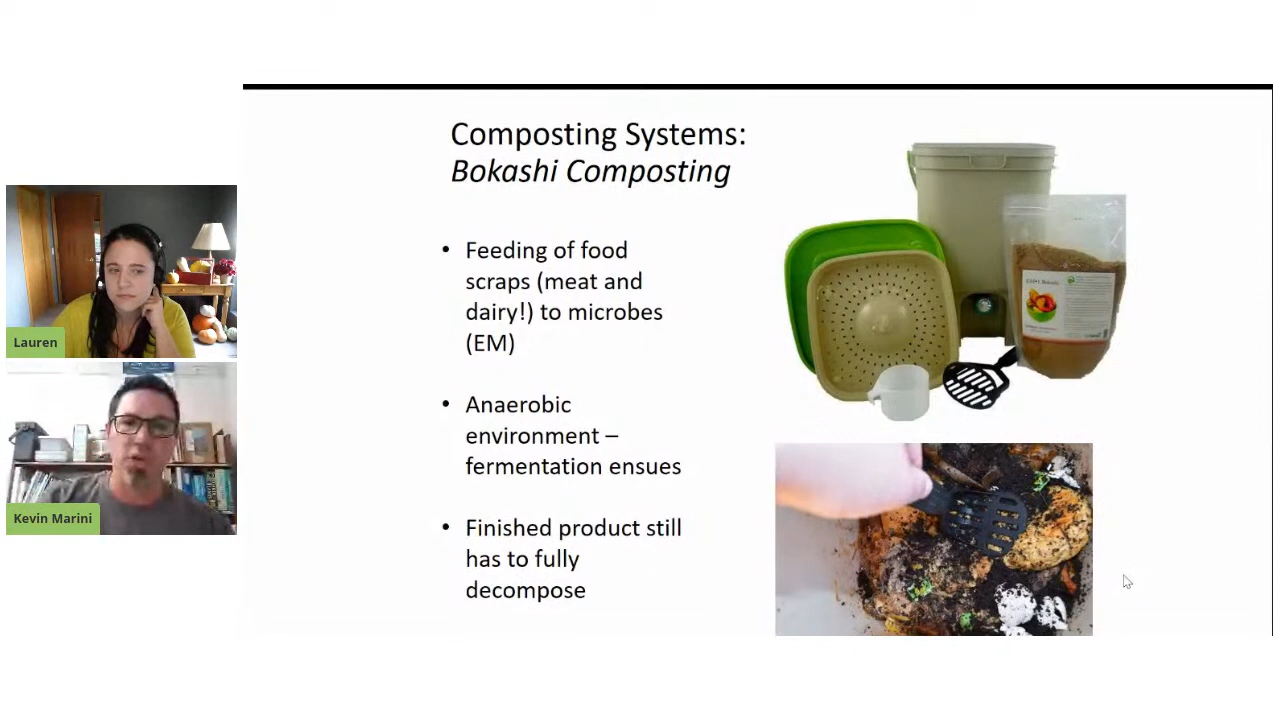 Composting Systems:
Bokashi Composting
• Feeding of food
scraps (meat and
dairy!) to microbes
(EM)
• Anaerobic
environment –
fermentation ensues
• Finished product still
has to fully
decompose
Lauren
Kevin Marini